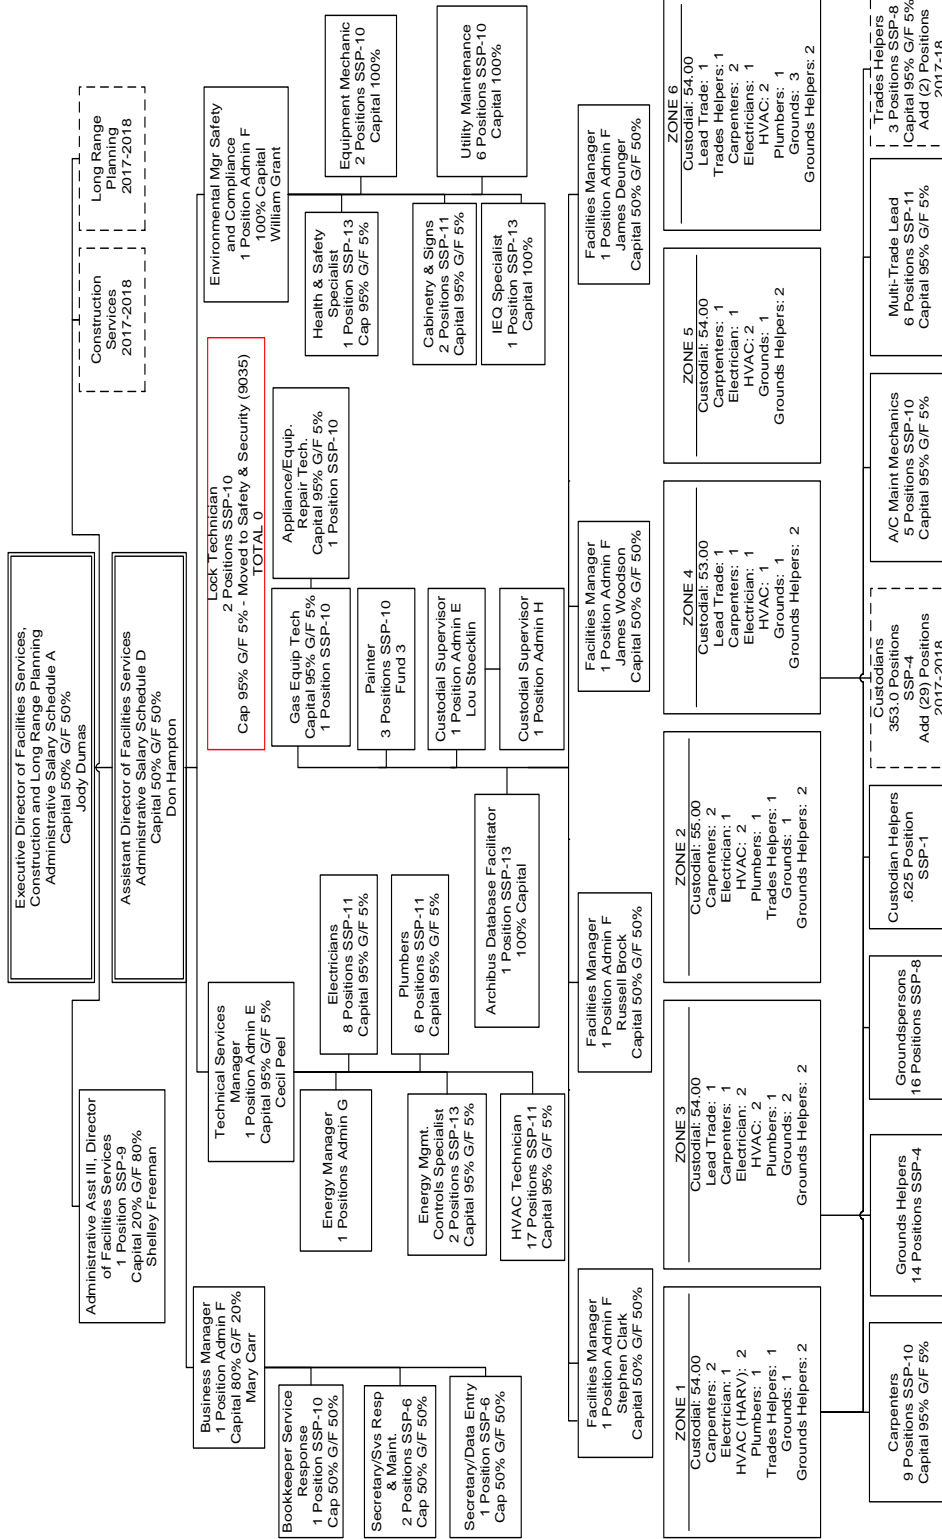 Executive Director of Facilities Services,
Construction and Long Range Planning
Administrative Salary Schedule A
Capital 50% G/F 50%
Jody Dumas
Administrative Asst III, Director
of Facilities Services
1 Position SSP-9
Capital 20% G/F 80%
Shelley Freeman
Assistant Director of Facilities Services
Administrative Salary Schedule D
Capital 50% G/F 50%
Don Hampton
Construction
Services
2017-2018
Long Range
Planning
2017-2018
Business Manager
1 Position Admin F
Capital 80% G/F 20%
Mary Carr
Bookkeeper Service
Response
1 Position SSP-10
Cap 50% G/F 50%
Secretary/Svs Resp
& Maint.
2 Positions SSP-6
Cap 50% G/F 50%
Secretary/Data Entry
1 Position SSP-6
Cap 50% G/F 50%
Technical Services
Manager
1 Position Admin E
Capital 95% G/F 5%
Cecil Peel
Energy Manager
1 Positions Admin G
Electricians
8 Positions SSP-11
Capital 95% G/F 5%
Energy Mgmt.
Controls Specialist
2 Positions SSP-13
Capital 95% G/F 5%
Plumbers
6 Positions SSP-11
Capital 95% G/F 5%
HVAC Technician
17 Positions SSP-11
Capital 95% G/F 5%
Lock Technician
2 Positions SSP-10
Cap 95% G/F 5% - Moved to Safety & Security (9035)
TOTAL 0
Gas Equip Tech
Capital 95% G/F 5%
1 Position SSP-10
Appliance/Equip.
Repair Tech.
Capital 95% G/F 5%
1 Position SSP-10
Painter
3 Positions SSP-10
Fund 3
Custodial Supervisor
1 Position Admin E
Lou Stoecklin
Custodial Supervisor
1 Position Admin H
Archibus Database Facilitator
1 Position SSP-13
100% Capital
Environmental Mgr Safety
and Compliance
1 Position Admin F
100% Capital
William Grant
Health & Safety
Specialist
1 Position SSP-13
Cap 95% G/F 5%
Equipment Mechanic
2 Positions SSP-10
Capital 100%
Cabinetry & Signs
2 Positions SSP-11
Capital 95% G/F 5%
Utility Maintenance
6 Positions SSP-10
Capital 100%
IEQ Specialist
1 Position SSP-13
Capital 100%
Facilities Manager
1 Position Admin F
Stephen Clark
Capital 50% G/F 50%
Facilities Manager
1 Position Admin F
Russell Brock
Capital 50% G/F 50%
Facilities Manager
1 Position Admin F
James Woodson
Capital 50% G/F 50%
Facilities Manager
1 Position Admin F
James Deunger
Capital 50% G/F 50%
ZONE 1
Custodial: 54.00
Carpenters: 2
Electrician: 1
HVAC (HARV): 2
Plumbers: 1
Trades Helpers: 1
Grounds: 1
Grounds Helpers: 2
ZONE 3
Custodial: 54.00
Lead Trade: 1
Carpenters: 1
Electrician: 2
HVAC: 2
Plumbers: 1
Grounds: 2
Grounds Helpers: 2
ZONE 2
Custodial: 55.00
Carpenters: 2
Electrician: 1
HVAC: 2
Plumbers: 1
Trades Helpers: 1
Grounds: 1
Grounds Helpers: 2
ZONE 4
Custodial: 53.00
Lead Trade: 1
Carpenters: 1
Electrician: 1
HVAC: 1
Plumbers: 1
Grounds: 1
Grounds Helpers: 2
ZONE 5
Custodial: 54.00
Carptenters: 1
Electrician: 1
HVAC: 2
Grounds: 1
Grounds Helpers: 2
ZONE 6
Custodial: 54.00
Lead Trade: 1
Trades Helpers: 1
Carpenters: 2
Electricians: 1
HVAC: 2
Plumbers: 1
Grounds: 3
Grounds Helpers: 2
Carpenters
9 Positions SSP-10
Capital 95% G/F 5%
Grounds Helpers
14 Positions SSP-4
Groundspersons
16 Positions SSP-8
Custodian Helpers
.625 Position
SSP-1
Custodians
353.0 Positions
SSP-4
Add (29) Positions
2017-2018
A/C Maint Mechanics
5 Positions SSP-10
Capital 95% G/F 5%
Multi-Trade Lead
6 Positions SSP-11
Capital 95% G/F 5%
Trades Helpers
3 Positions SSP-8
Capital 95% G/F 5%
Add (2) Positions
2017-18